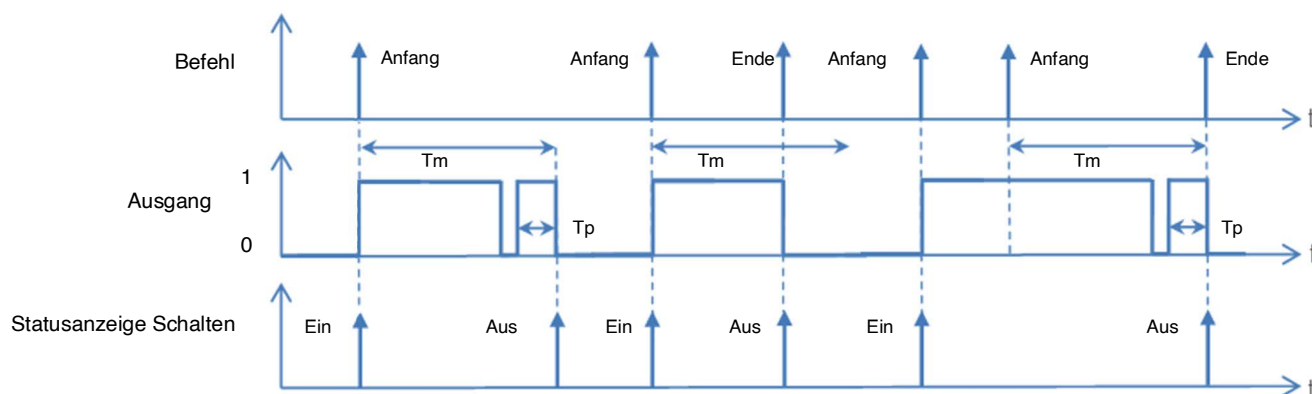 Befehl Anfang Anfang Ende Anfang Anfang Ende
t
Tm Tm Tm
1
Ausgang
Tp Tp
0
t
Statusanzeige Schalten Ein Aus Ein Aus Ein Aus
t